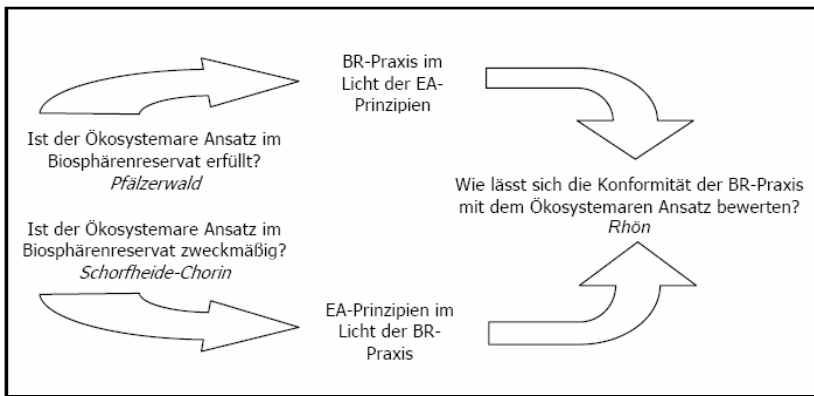 BR-Praxis im
Licht der EA-
Prinzipien
Ist der Ökosystemare Ansatz im
Biosphärenreservat erfüllt?
Pfälzerwald
Wie lässt sich die Konformität der BR-Praxis
mit dem Ökosystemaren Ansatz bewerten?
Rhön
Ist der Ökosystemare Ansatz im
Biosphärenreservat zweckmäßig?
Schorfheide-Chorin
EA-Prinzipien im
Licht der BR-
Praxis